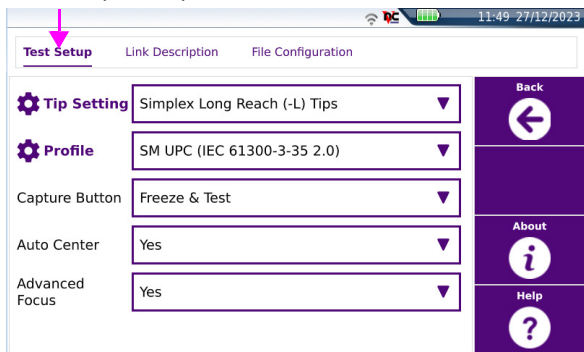 11:49 27/12/2023
Test Setup Link Description File Configuration
Tip Setting Simplex Long Reach (-L) Tips
Profile SM UPC (IEC 61300-3-35 2.0)
Capture Button Freeze & Test
Auto Center Yes
Advanced
Focus Yes
Back
About
i
Help
?